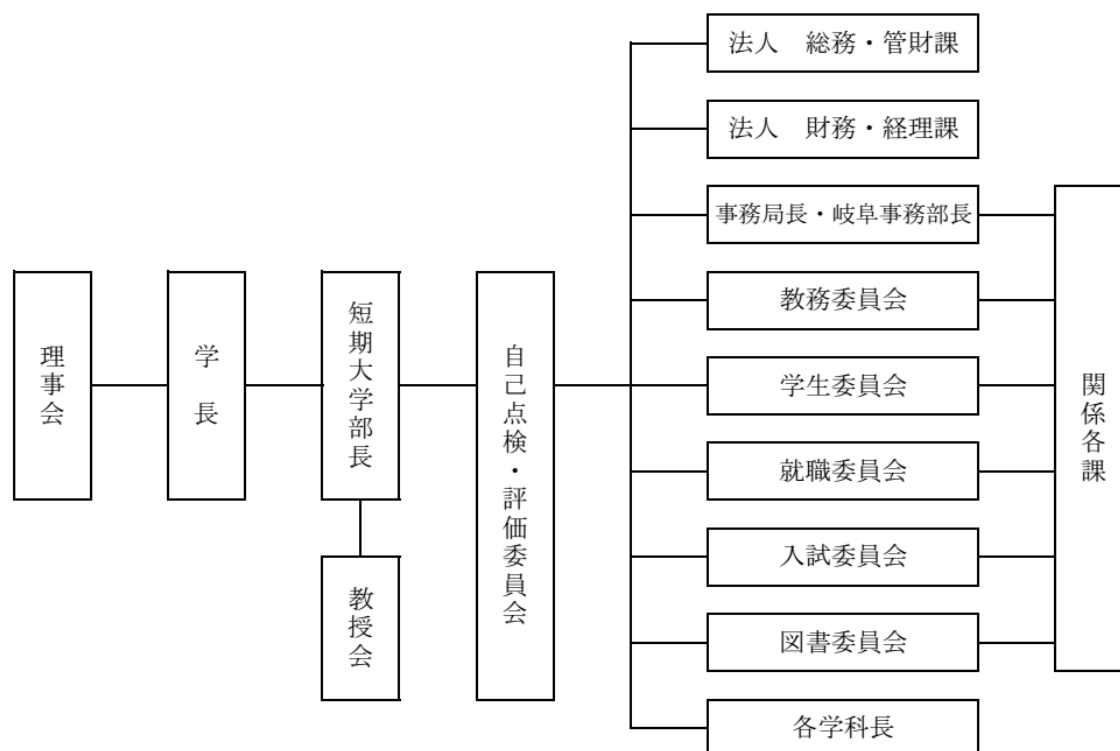 理事会
学長
短期大学部長
教授会
自己点検・評価委員会
法人　総務・管財課
法人　財務・経理課
事務局長・岐阜事務部長
教務委員会
学生委員会
就職委員会
入試委員会
図書委員会
各学科長
関係各課